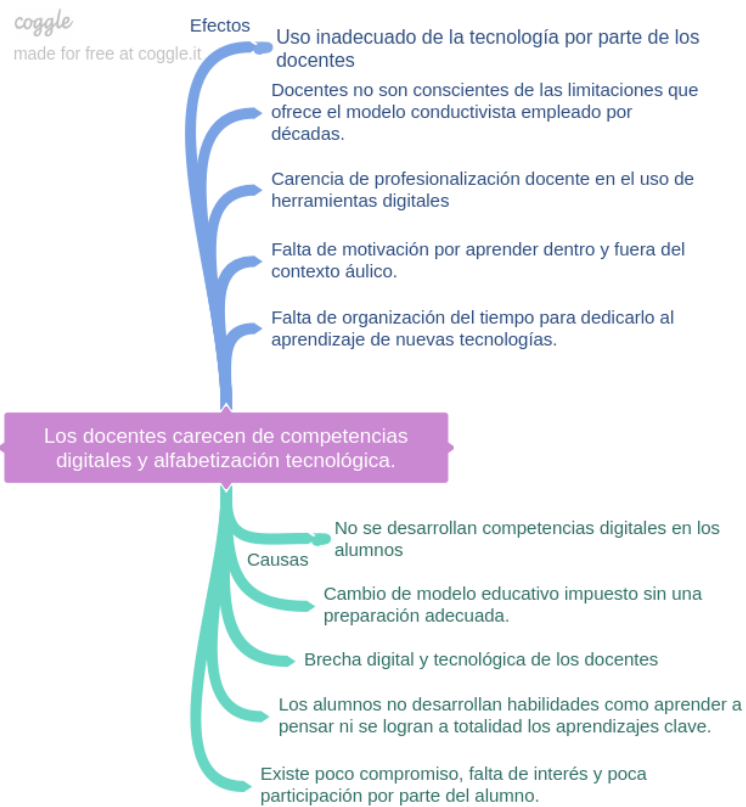 coggle
made for free at coggle.it
Efectos
Uso inadecuado de la tecnología por parte de los
docentes
Docentes no son conscientes de las limitaciones que
ofrece el modelo conductivista empleado por
décadas.
Carencia de profesionalización docente en el uso de
herramientas digitales
Falta de motivación por aprender dentro y fuera del
contexto áulico.
Falta de organización del tiempo para dedicarlo al
aprendizaje de nuevas tecnologías.
Los docentes carecen de competencias
digitales y alfabetización tecnológica.
No se desarrollan competencias digitales en los
alumnos
Causas
Cambio de modelo educativo impuesto sin una
preparación adecuada.
Brecha digital y tecnológica de los docentes
Los alumnos no desarrollan habilidades como aprender a
pensar ni se logran a totalidad los aprendizajes clave.
Existe poco compromiso, falta de interés y poca
participación por parte del alumno.